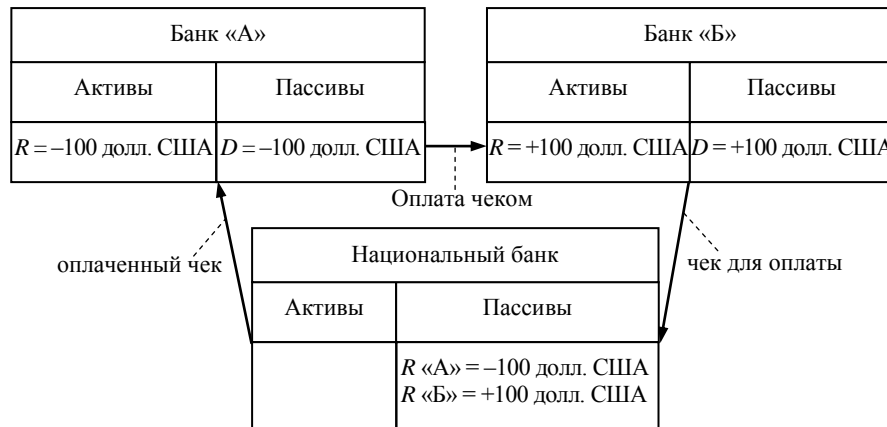 Банк «А»
Банк «Б»
Активы
Пассивы
Активы
Пассивы
R = –100 долл. США
D = –100 долл. США
R = +100 долл. США
D = +100 долл. США
Оплата чеком
оплаченный чек
чек для оплаты
Национальный банк
Активы
Пассивы
R «А» = –100 долл. США
R «Б» = +100 долл. США